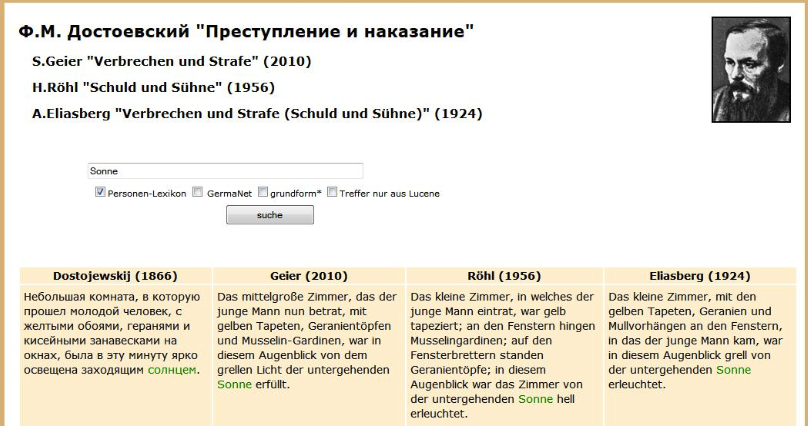 Ф.М. Достоевский "Преступление и наказание"
S.Geier "Verbrechen und Strafe" (2010)
H.Röhl "Schuld und Sühne" (1956)
A.Eliasberg "Verbrechen und Strafe (Schuld und Sühne)" (1924)
Sonne
Personen-Lexikon GermaNet grundform* Treffer nur aus Lucene
suche
Dostojewskij (1866)
Небольшая комната, в которую
прошел молодой человек, с
желтыми обоями, геранями и
кисейными занавесками на
окнах, была в эту минуту ярко
освещена заходящим солнцем.
Geier (2010)
Das mittelgroße Zimmer, das der
junge Mann nun betrat, mit
gelben Tapeten, Geranientöpfen
und Musselin-Gardinen, war in
diesem Augenblick von dem
grellen Licht der untergehenden
Sonne erfüllt.
Röhl (1956)
Das kleine Zimmer, in welches der
junge Mann eintrat, war gelb
tapeziert; an den Fenstern hingen
Musselingardinen; auf den
Fensterbrettern standen
Geranientöpfe; in diesem
Augenblick war das Zimmer von
der untergehenden Sonne hell
erleuchtet.
Eliasberg (1924)
Das kleine Zimmer, mit den
gelben Tapeten, Geranien und
Mullvorhängen an den Fenstern,
in das der junge Mann kam, war
in diesem Augenblick grell von
der untergehenden Sonne
erleuchtet.